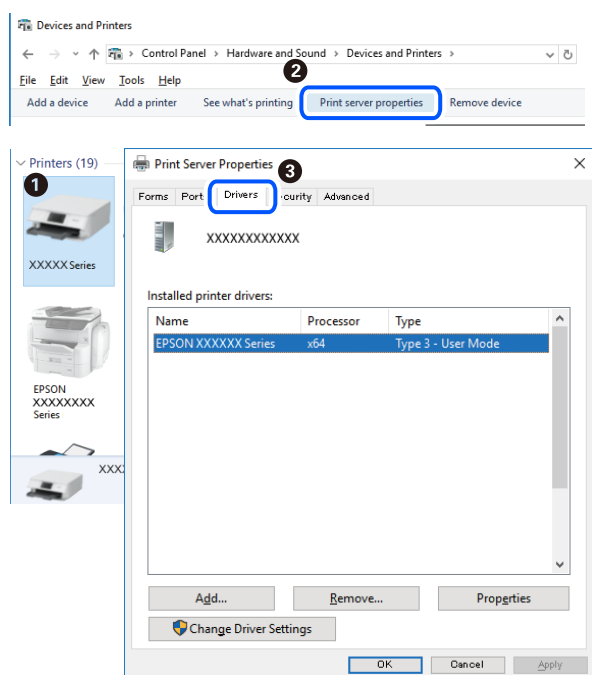 Devices and Printers
Control Panel > Hardware and Sound > Devices and Printers >
2
File Edit View Tools Help
Add a device Add a printer See what's printing Print server properties Remove device
Printers (19)
1
XXXXX Series
EPSON
XXXXXXXX
Series
XXX
Print Server Properties
3
Forms Port Drivers curity Advanced
XXXXXXXXXXXX
Installed printer drivers:
Name Processor Type
EPSON XXXXXX Series x64 Type 3 - User Mode
Add... Remove... Properties
Change Driver Settings
OK Cancel Apply